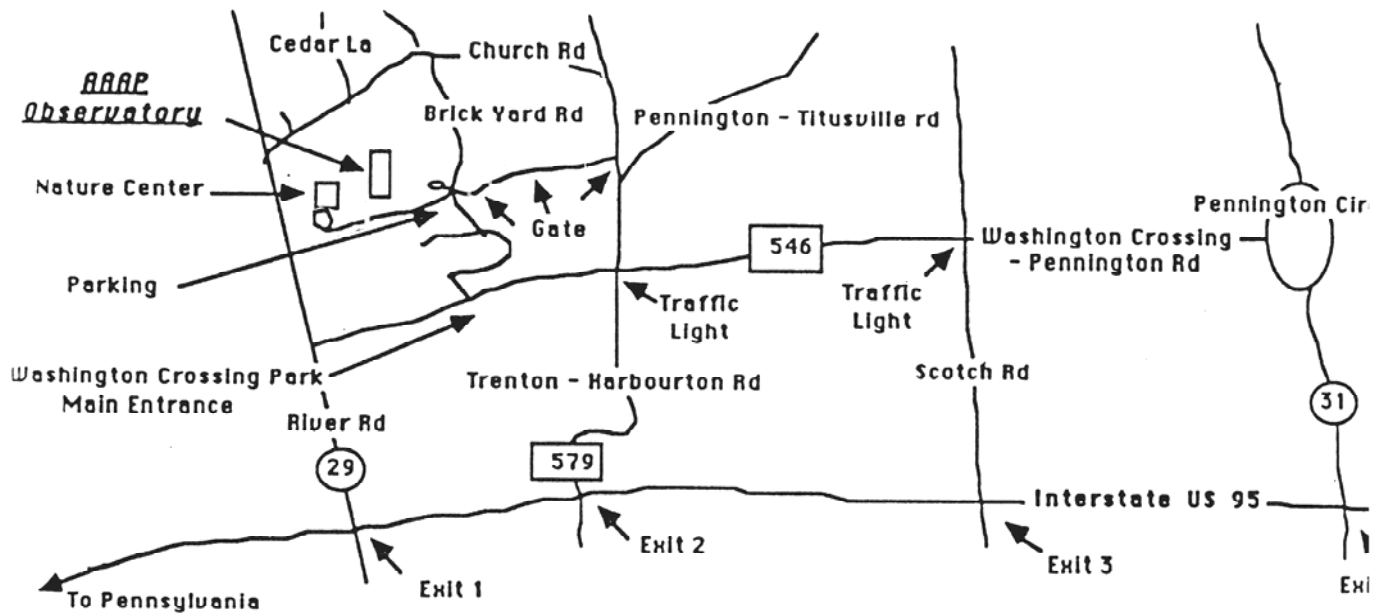 Cedar La
Church Rd
AAAP
Observatory
Brick Yard Rd
Pennington - Titusville rd
Nature Center
Gate
Pennington Cir
546
Washington Crossing
- Pennington Rd
Parking
Traffic
Light
Traffic
Light
Washington Crossing Park
Main Entrance
Trenton - Harbourton Rd
Scotch Rd
River Rd
31
29
579
Interstate US 95
Exit 2
Exit 3
Exit 1
Exi
To Pennsylvania